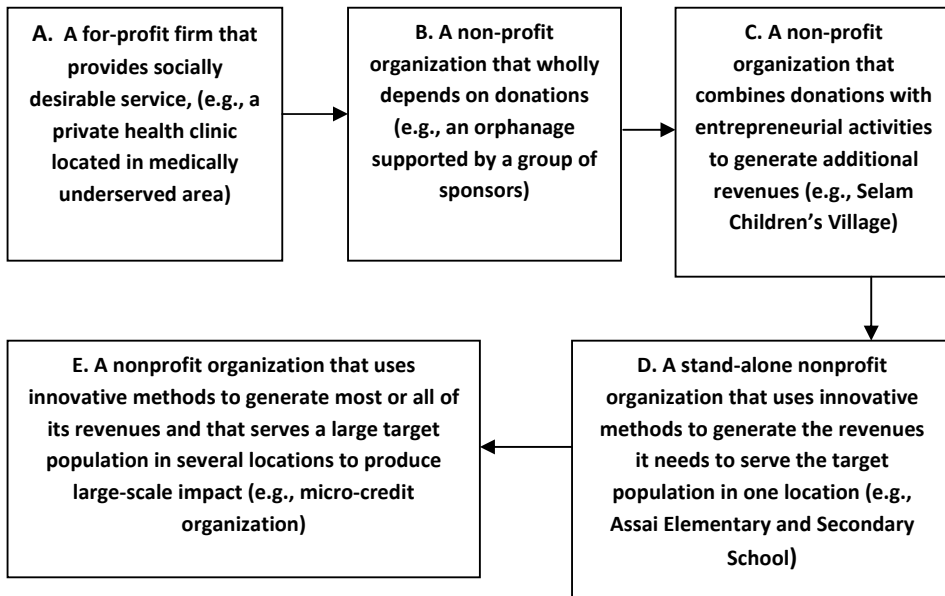 A. A for-profit firm that
provides socially
desirable service, (e.g., a
private health clinic
located in medically
underserved area)
B. A non-profit
organization that wholly
depends on donations
(e.g., an orphanage
supported by a group of
sponsors)
C. A non-profit
organization that
combines donations with
entrepreneurial activities
to generate additional
revenues (e.g., Selam
Children’s Village)
D. A stand-alone nonprofit
organization that uses innovative
methods to generate the revenues
it needs to serve the target
population in one location (e.g.,
Assai Elementary and Secondary
School)
E. A nonprofit organization that uses
innovative methods to generate most or all of
its revenues and that serves a large target
population in several locations to produce
large-scale impact (e.g., micro-credit
organization)